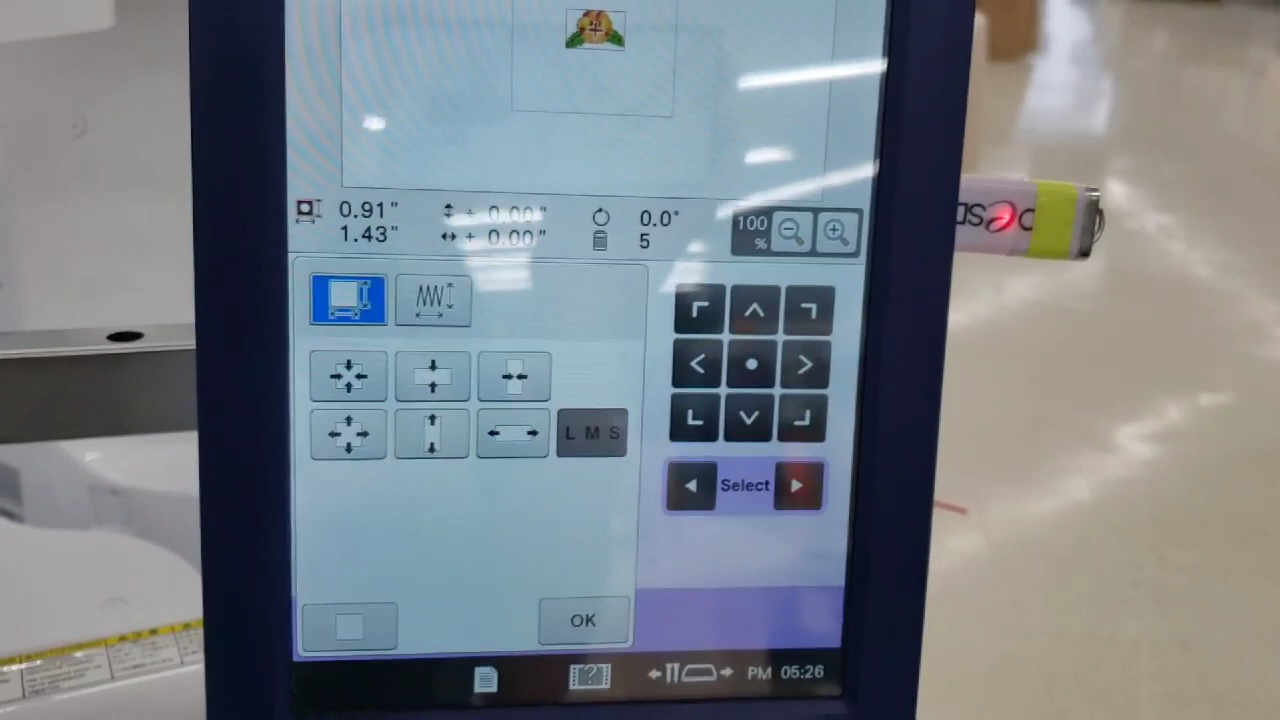 0.91" + 0.00" 0.0° 100
1.43" + 0.00" 5 %
L M S
Select
OK
? PM 05:26